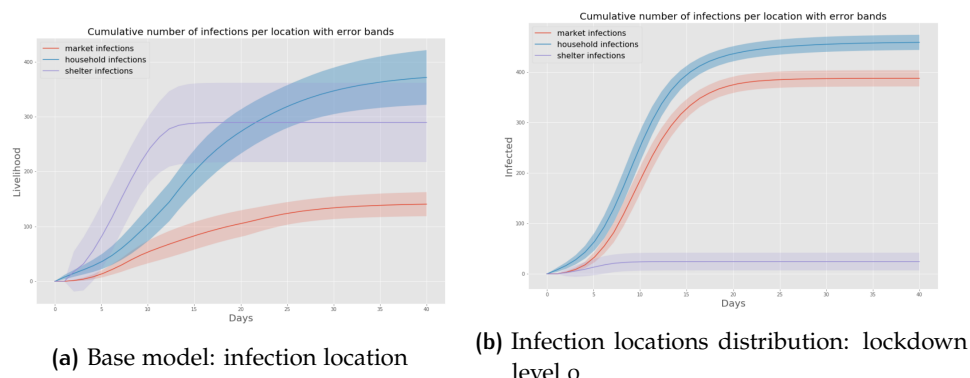 Cumulative number of infections per location with error bands
market infections
household infections
shelter infections
400
300
200
100
0
Livelihood
0 5 10 15 20 25 30 35 40
Days
(a) Base model: infection location
Cumulative number of infections per location with error bands
market infections
household infections
shelter infections
400
300
200
100
0
Infected
0 5 10 15 20 25 30 35 40
Days
(b) Infection locations distribution: lockdown
level 0